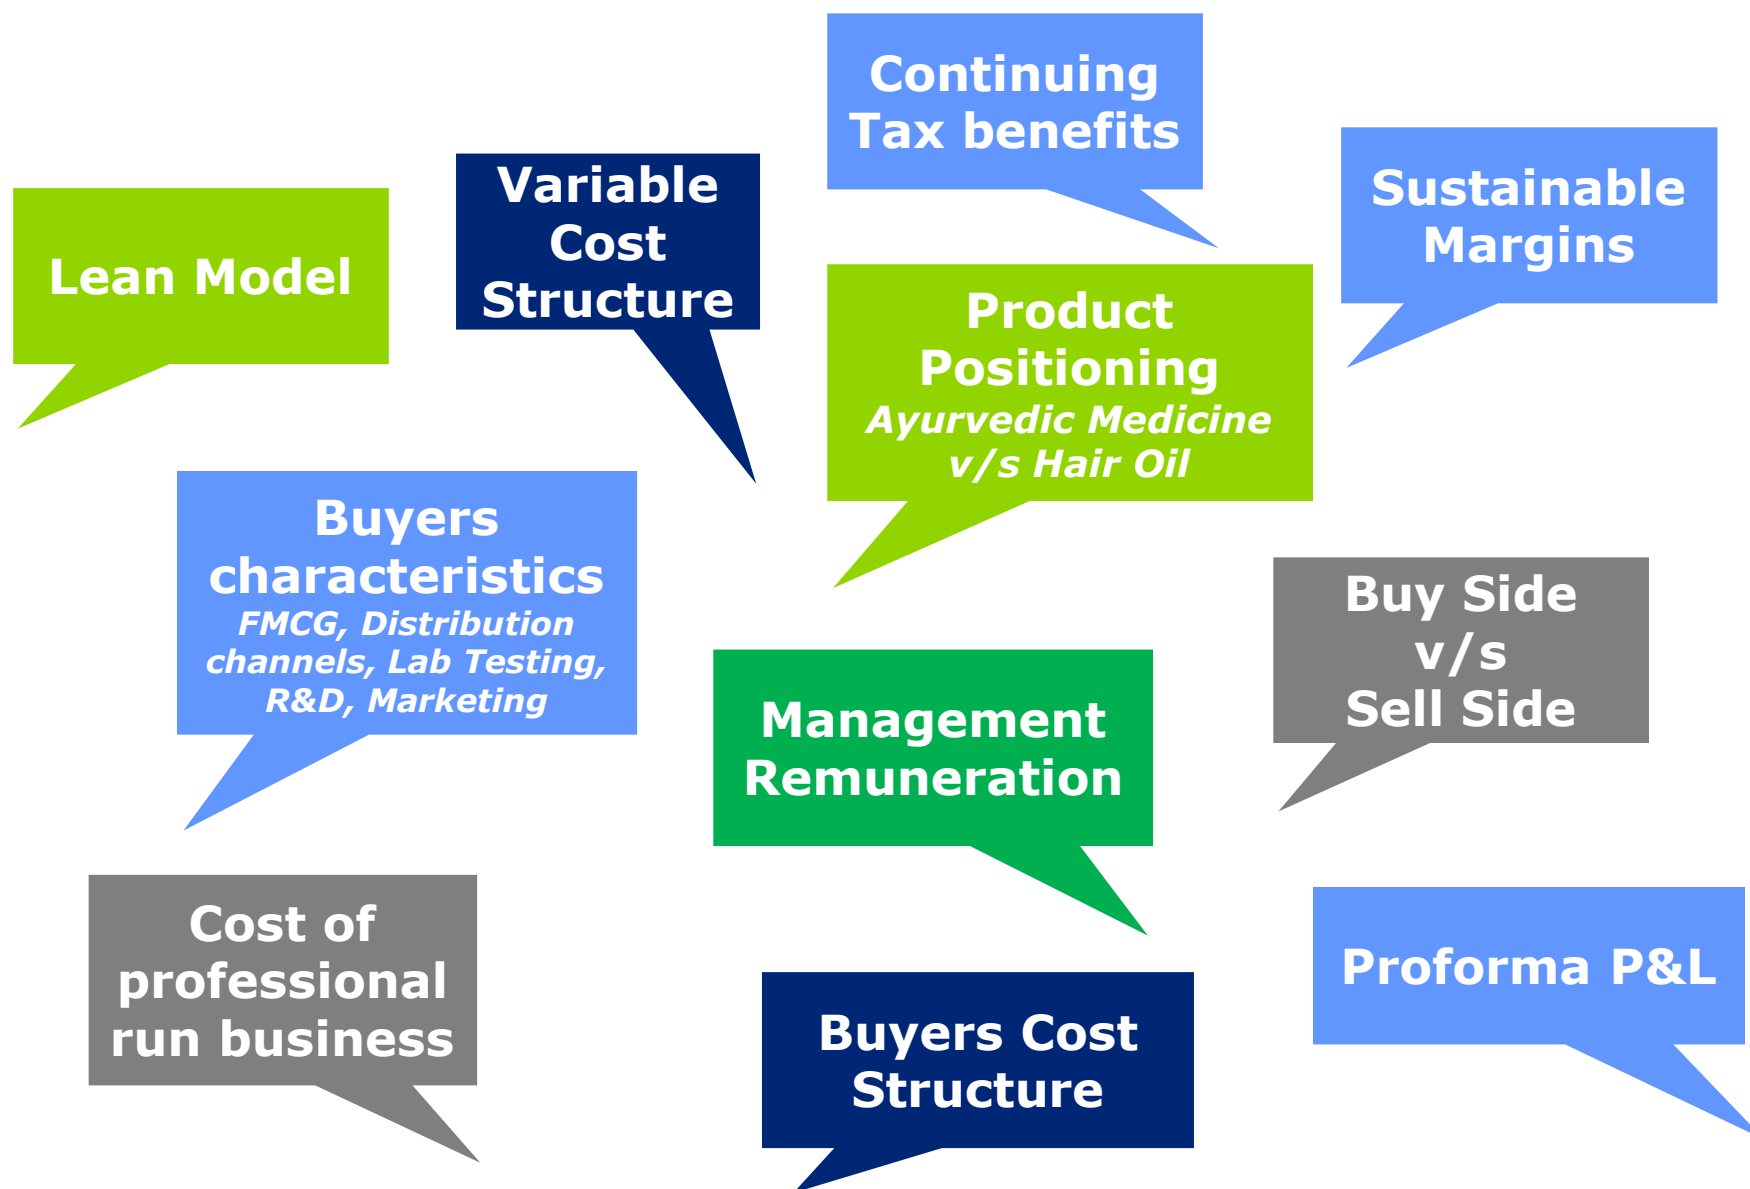 Continuing
Tax benefits
Variable
Cost
Structure
Sustainable
Margins
Lean Model
Product
Positioning
Ayurvedic Medicine
v/s Hair Oil
Buyers
characteristics
FMCG, Distribution
channels, Lab Testing,
R&D, Marketing
Buy Side
v/s
Sell Side
Management
Remuneration
Cost of
professional
run business
Proforma P&L
Buyers Cost
Structure